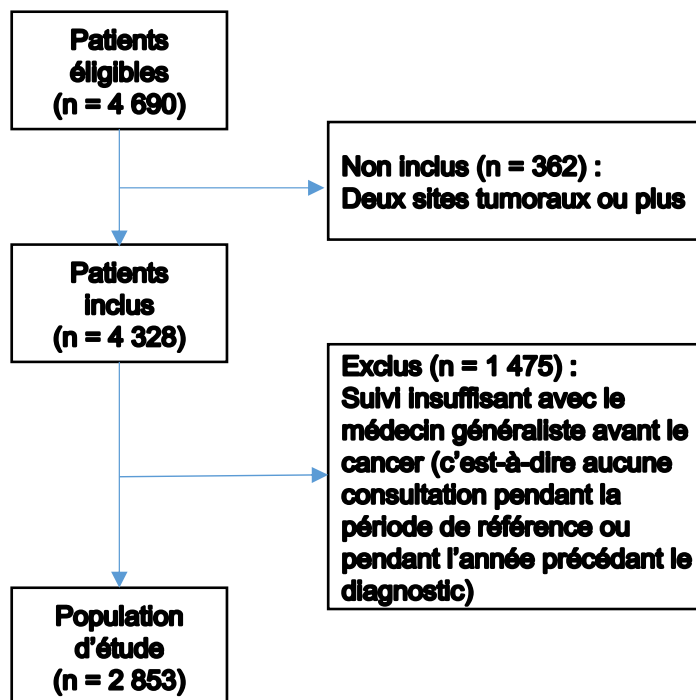 Patients
éligibles
(n = 4 690)
Non inclus (n = 362) :
Deux sites tumoraux ou plus
Patients
inclus
(n = 4 328)
Exclus (n = 1 475) :
Suivi insuffisant avec le
médecin généraliste avant le
cancer (c’est-à-dire aucune
consultation pendant la
période de référence ou
pendant l’année précédant le
diagnostic)
Population
d’étude
(n = 2 853)